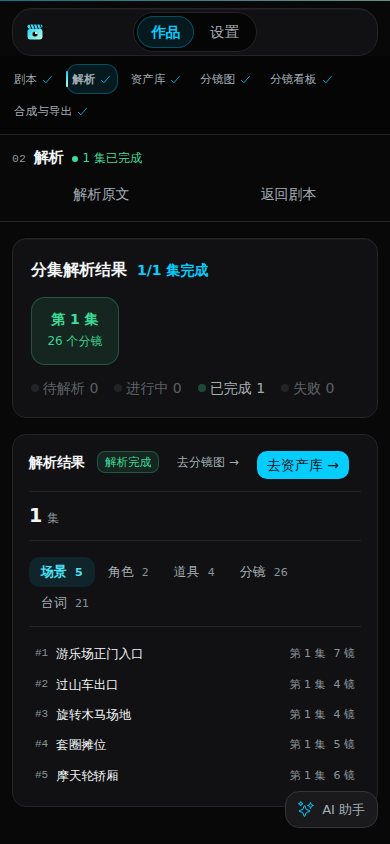 作品 设置
剧本 解析 资产库 分镜图 分镜看板
合成与导出
02 解析 1 集已完成
解析原文 返回剧本
分集解析结果 1/1 集完成
第 1 集
26 个分镜
待解析 0 进行中 0 已完成 1 失败 0
解析结果 解析完成 去分镜图 → 去资产库 →
1 集
场景 5 角色 2 道具 4 分镜 26
台词 21
#1 游乐场正门入口 第 1 集 7 镜
#2 过山车出口 第 1 集 4 镜
#3 旋转木马场地 第 1 集 4 镜
#4 套圈摊位 第 1 集 5 镜
#5 摩天轮轿厢 第 1 集 6 镜
AI 助手